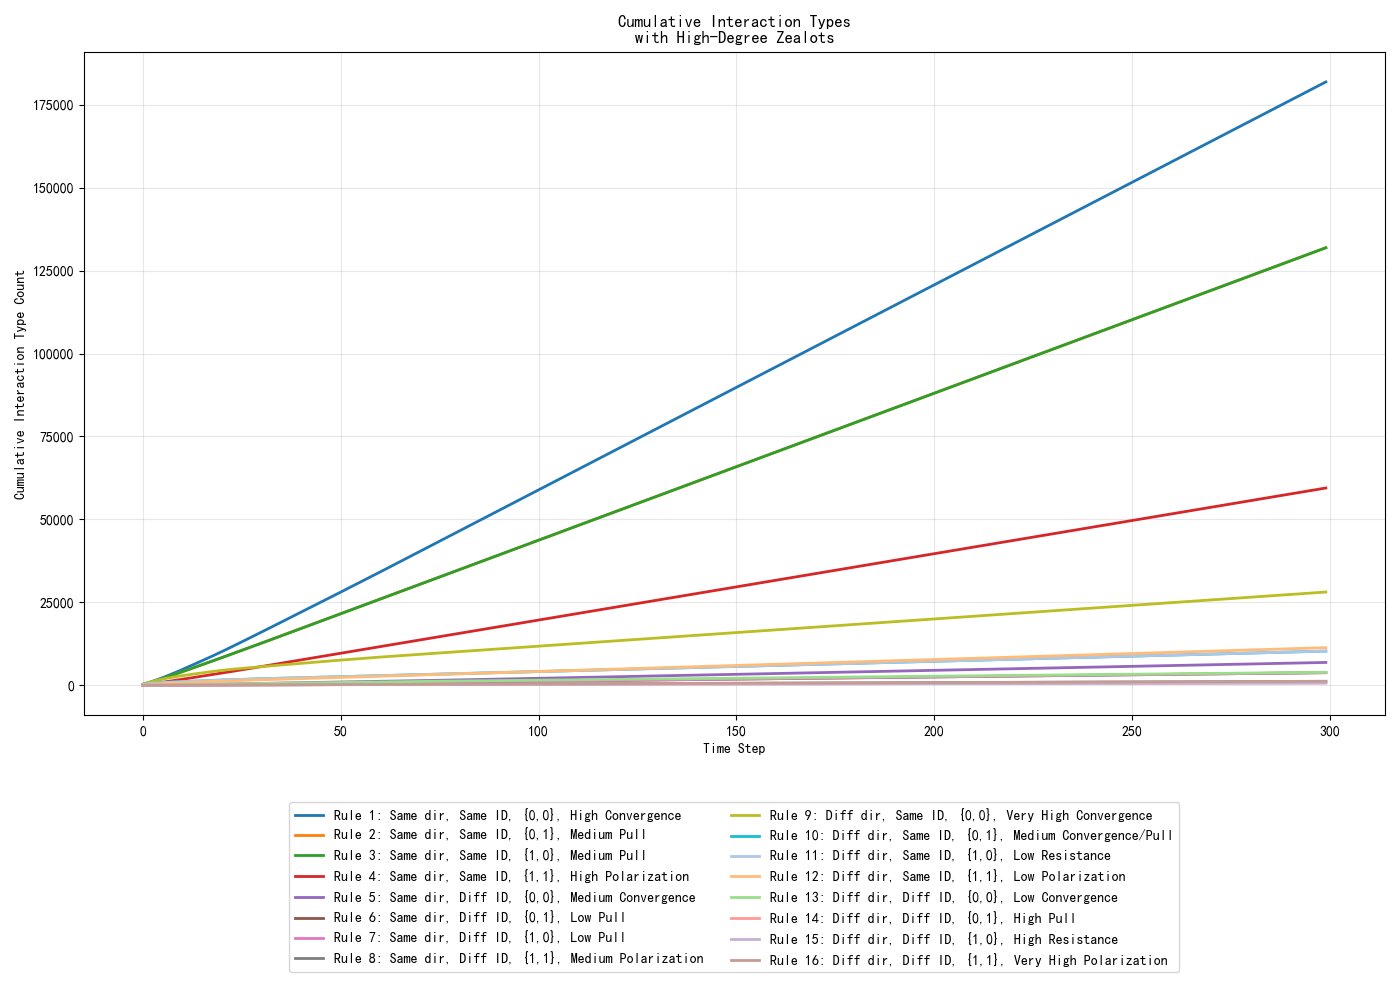 Cumulative Interaction Types
with High-Degree Zealots
Cumulative Interaction Type Count
175000
150000
125000
100000
75000
50000
25000
0
0 50 100 150 200 250 300
Time Step
Rule 1: Same dir, Same ID, {0,0}, High Convergence
Rule 2: Same dir, Same ID, {0,1}, Medium Pull
Rule 3: Same dir, Same ID, {1,0}, Medium Pull
Rule 4: Same dir, Same ID, {1,1}, High Polarization
Rule 5: Same dir, Diff ID, {0,0}, Medium Convergence
Rule 6: Same dir, Diff ID, {0,1}, Low Pull
Rule 7: Same dir, Diff ID, {1,0}, Low Pull
Rule 8: Same dir, Diff ID, {1,1}, Medium Polarization
Rule 9: Diff dir, Same ID, {0,0}, Very High Convergence
Rule 10: Diff dir, Same ID, {0,1}, Medium Convergence/Pull
Rule 11: Diff dir, Same ID, {1,0}, Low Resistance
Rule 12: Diff dir, Same ID, {1,1}, Low Polarization
Rule 13: Diff dir, Diff ID, {0,0}, Low Convergence
Rule 14: Diff dir, Diff ID, {0,1}, High Pull
Rule 15: Diff dir, Diff ID, {1,0}, High Resistance
Rule 16: Diff dir, Diff ID, {1,1}, Very High Polarization